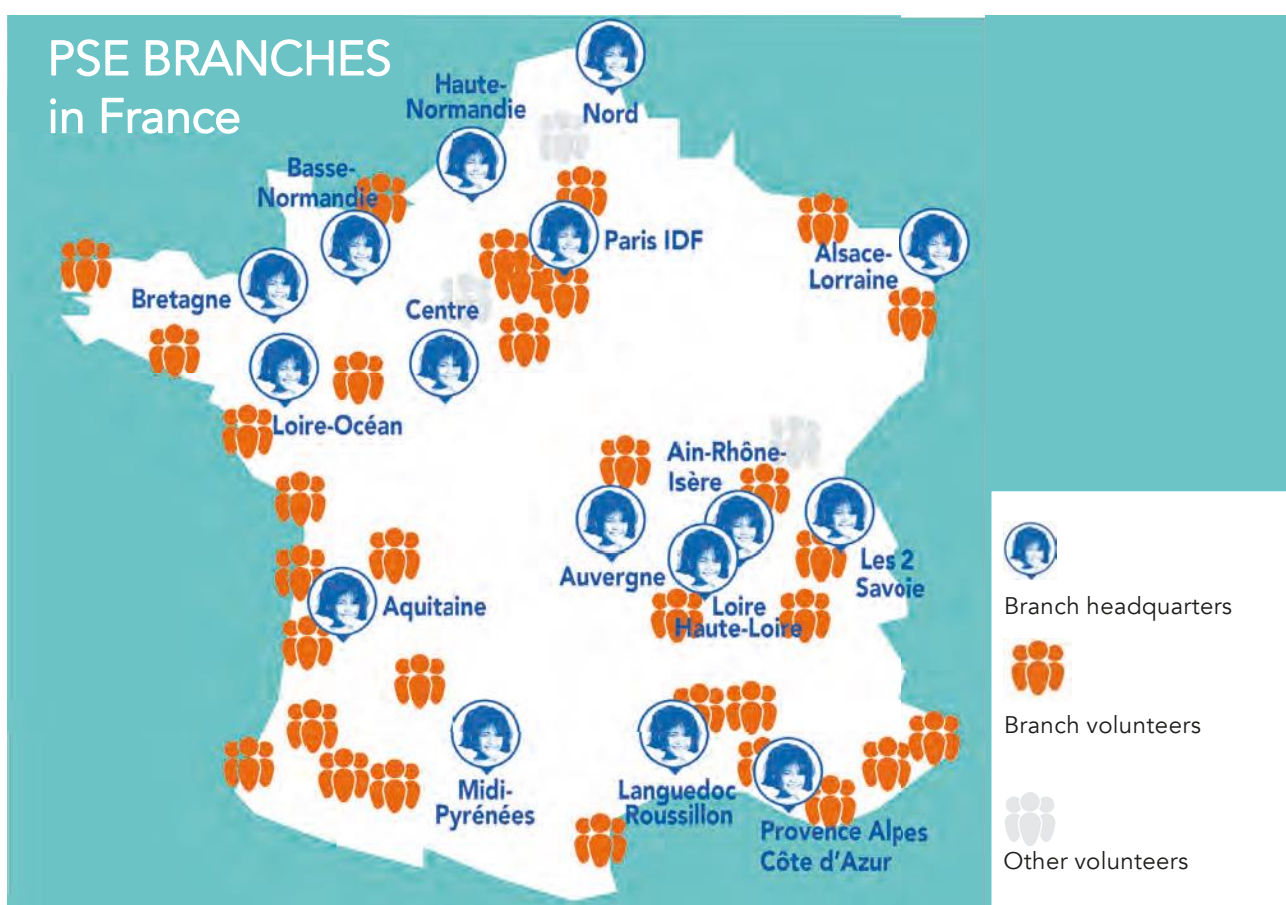 PSE BRANCHES
in France
Nord
Haute-
Normandie
Basse-
Normandie
Paris IDF
Alsace-
Lorraine
Bretagne
Centre
Loire-Océan
Ain-Rhône-
Isère
Auvergne
Les 2
Savoie
Loire
Haute-Loire
Aquitaine
Midi-
Pyrénées
Languedoc
Roussillon
Provence Alpes
Côte d'Azur
Branch headquarters
Branch volunteers
Other volunteers